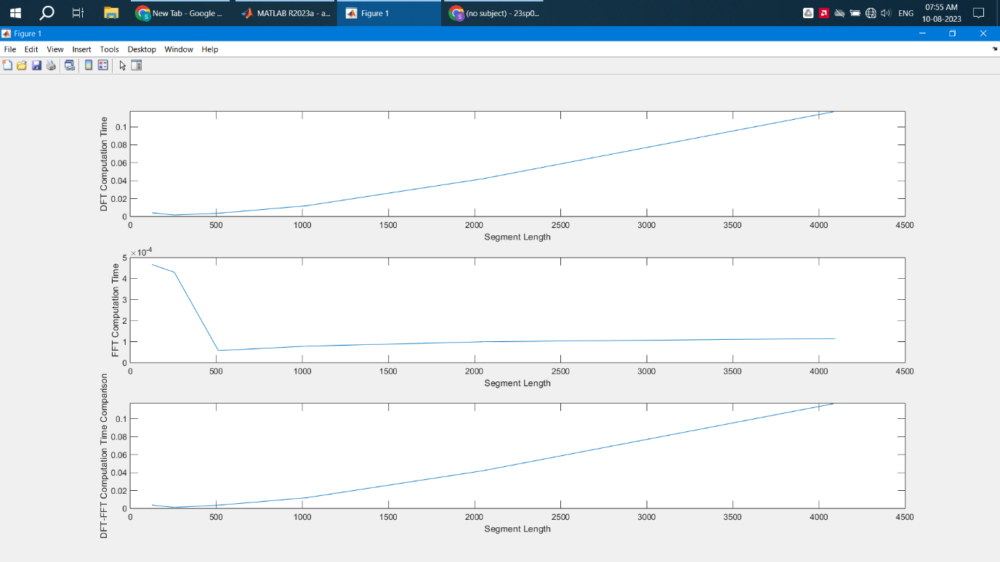 New Tab - Google ...
MATLAB R2023a - a...
Figure 1
(no subject) - 23sp0...
ENG
07:55 AM
10-08-2023
Figure 1
File Edit View Insert Tools Desktop Window Help
DFT Computation Time
0.1
0.08
0.06
0.04
0.02
0
0 500 1000 1500 2000 2500 3000 3500 4000 4500
Segment Length
×10-4
FFT Computation Time
5
4
3
2
1
0
0 500 1000 1500 2000 2500 3000 3500 4000 4500
Segment Length
DFT-FFT Computation Time Comparison
0.1
0.08
0.06
0.04
0.02
0
0 500 1000 1500 2000 2500 3000 3500 4000 4500
Segment Length